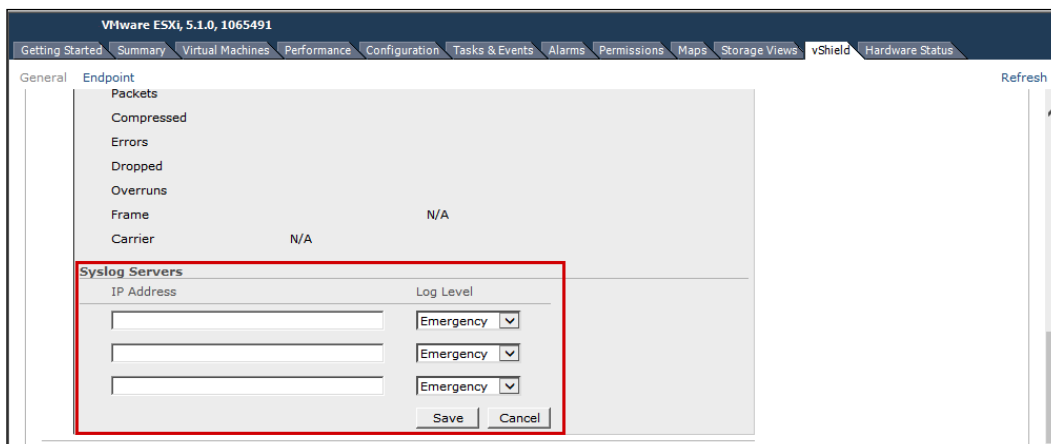 VMware ESXi, 5.1.0, 1065491
Getting Started Summary Virtual Machines Performance Configuration Tasks & Events Alarms Permissions Maps Storage Views vShield Hardware Status
General Endpoint Refresh
Packets
Compressed
Errors
Dropped
Overruns
Frame N/A
Carrier N/A
Syslog Servers
IP Address Log Level
Emergency
Emergency
Emergency
Save Cancel